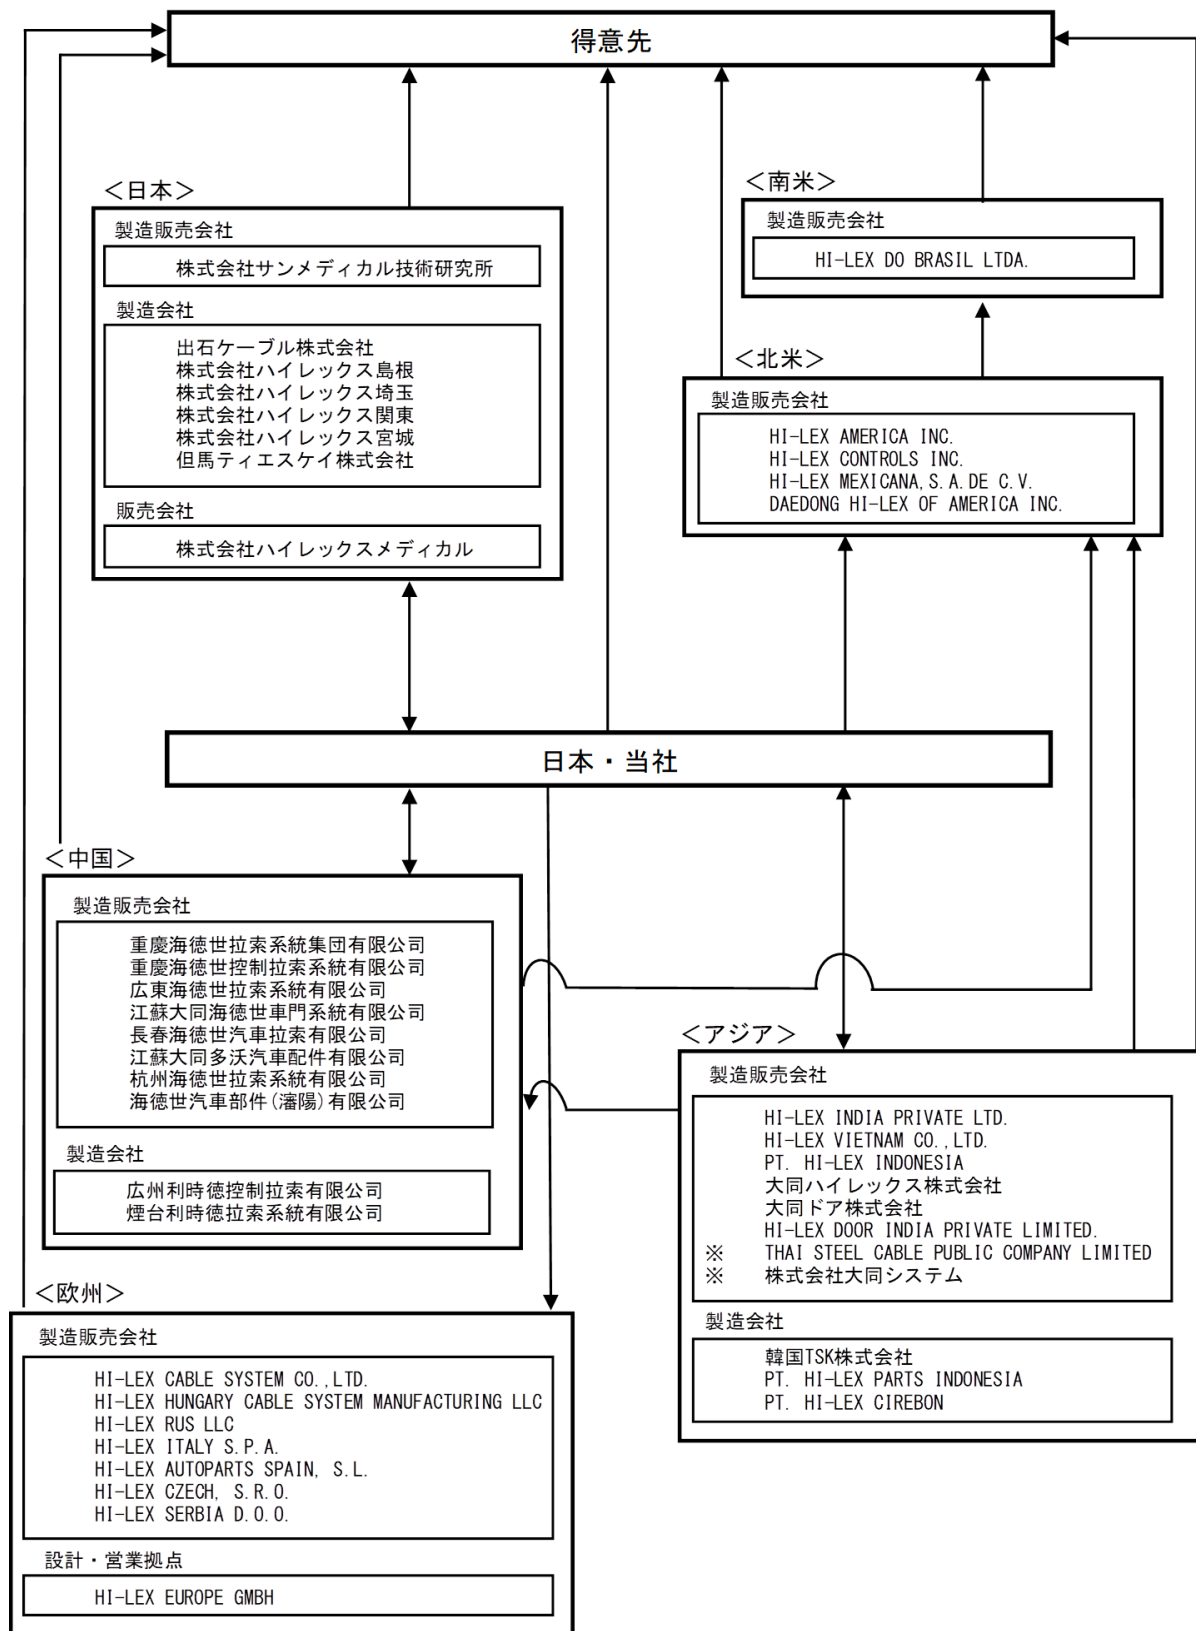 得意先
＜日本＞
製造販売会社
株式会社サンメディカル技術研究所
製造会社
出石ケーブル株式会社
株式会社ハイレックス島根
株式会社ハイレックス埼玉
株式会社ハイレックス関東
株式会社ハイレックス宮城
但馬ティエスケイ株式会社
販売会社
株式会社ハイレックスメディカル
＜南米＞
製造販売会社
HI-LEX DO BRASIL LTDA.
＜北米＞
製造販売会社
HI-LEX AMERICA INC.
HI-LEX CONTROLS INC.
HI-LEX MEXICANA,S.A.DE C.V.
DAEDONG HI-LEX OF AMERICA INC.
日本・当社
＜中国＞
製造販売会社
重慶海徳世拉索系統集団有限公司
重慶海徳世控制拉索系統有限公司
広東海徳世拉索系統有限公司
江蘇大同海徳世車門系統有限公司
長春海徳世汽車拉索有限公司
江蘇大同多沃汽車配件有限公司
杭州海徳世拉索系統有限公司
海徳世汽車部件(瀋陽)有限公司
製造会社
広州利時徳控制拉索有限公司
煙台利時徳拉索系統有限公司
＜アジア＞
製造販売会社
HI-LEX INDIA PRIVATE LTD.
HI-LEX VIETNAM CO.,LTD.
PT. HI-LEX INDONESIA
大同ハイレックス株式会社
大同ドア株式会社
HI-LEX DOOR INDIA PRIVATE LIMITED.
※ THAI STEEL CABLE PUBLIC COMPANY LIMITED
※ 株式会社大同システム
製造会社
韓国TSK株式会社
PT. HI-LEX PARTS INDONESIA
PT. HI-LEX CIREBON
＜欧州＞
製造販売会社
HI-LEX CABLE SYSTEM CO.,LTD.
HI-LEX HUNGARY CABLE SYSTEM MANUFACTURING LLC
HI-LEX RUS LLC
HI-LEX ITALY S.P.A.
HI-LEX AUTOPARTS SPAIN, S.L.
HI-LEX CZECH, S.R.O.
HI-LEX SERBIA D.O.O.
設計・営業拠点
HI-LEX EUROPE GMBH